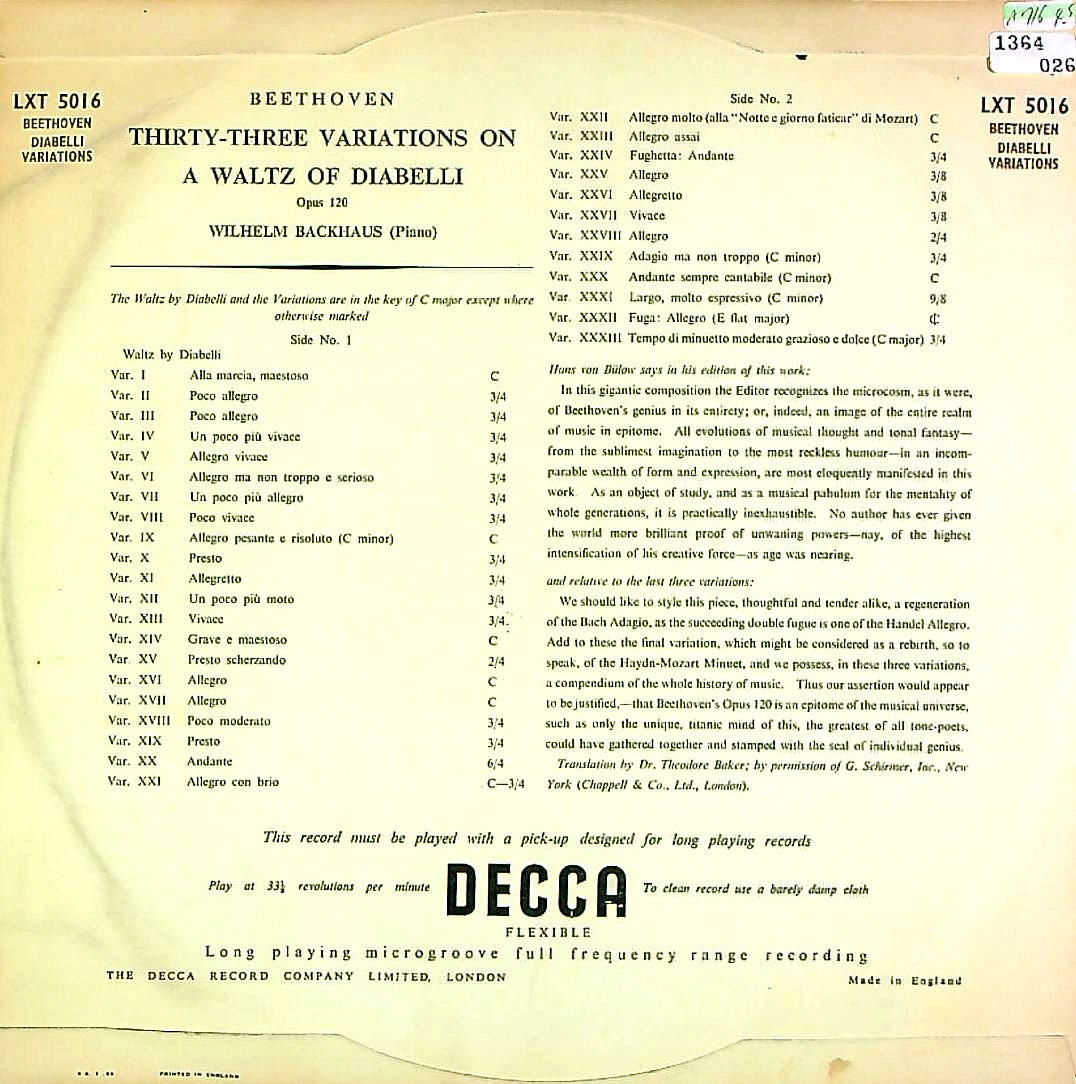 1364
026
LXT 5016
BEETHOVEN
DIABELLI
VARIATIONS
BEETHOVEN
THIRTY-THREE VARIATIONS ON
A WALTZ OF DIABELLI
Opus 120
WILHELM BACKHAUS (Piano)
The Waltz by Diabelli and the Variations are in the key of C major except where
otherwise marked
Side No. 1
Waltz by Diabelli
Var. I Alla marcia, maestoso C
Var. II Poco allegro 3/4
Var. III Poco allegro 3/4
Var. IV Un poco più vivace 3/4
Var. V Allegro vivace 3/4
Var. VI Allegro ma non troppo e serioso 3/4
Var. VII Un poco più allegro 3/4
Var. VIII Poco vivace 3/4
Var. IX Allegro pesante e risoluto (C minor) C
Var. X Presto 3/4
Var. XI Allegretto 3/4
Var. XII Un poco più moto 3/4
Var. XIII Vivace 3/4
Var. XIV Grave e maestoso C
Var. XV Presto scherzando 2/4
Var. XVI Allegro C
Var. XVII Allegro C
Var. XVIII Poco moderato 3/4
Var. XIX Presto 3/4
Var. XX Andante 6/4
Var. XXI Allegro con brio C—3/4
Side No. 2
Var. XXII Allegro molto (alla "Notte e giorno faticar" di Mozart) C
Var. XXIII Allegro assai C
Var. XXIV Fughetta: Andante 3/4
Var. XXV Allegro 3/8
Var. XXVI Allegretto 3/8
Var. XXVII Vivace 3/8
Var. XXVIII Allegro 2/4
Var. XXIX Adagio ma non troppo (C minor) 3/4
Var. XXX Andante sempre cantabile (C minor) C
Var. XXXI Largo, molto espressivo (C minor) 9/8
Var. XXXII Fuga: Allegro (E flat major) ₵
Var. XXXIII Tempo di minuetto moderato grazioso e dolce (C major) 3/4
Hans von Bülow says in his edition of this work:
In this gigantic composition the Editor recognizes the microcosm, as it were,
of Beethoven's genius in its entirety; or, indeed, an image of the entire realm
of music in epitome. All evolutions of musical thought and tonal fantasy—
from the sublimest imagination to the most reckless humour—in an incom-
parable wealth of form and expression, are most eloquently manifested in this
work. As an object of study, and as a musical pabulum for the mentality of
whole generations, it is practically inexhaustible. No author has ever given
the world more brilliant proof of unwaning powers—nay, of the highest
intensification of his creative force—as age was nearing.
and relative to the last three variations:
We should like to style this piece, thoughtful and tender alike, a regeneration
of the Bach Adagio, as the succeeding double fugue is one of the Handel Allegro.
Add to these the final variation, which might be considered as a rebirth, so to
speak, of the Haydn-Mozart Minuet, and we possess, in these three variations,
a compendium of the whole history of music. Thus our assertion would appear
to be justified,—that Beethoven's Opus 120 is an epitome of the musical universe,
such as only the unique, titanic mind of this, the greatest of all tone-poets,
could have gathered together and stamped with the seal of individual genius.
Translation by Dr. Theodore Baker; by permission of G. Schirmer, Inc., New
York (Chappell & Co., Ltd., London).
LXT 5016
BEETHOVEN
DIABELLI
VARIATIONS
This record must be played with a pick-up designed for long playing records
Play at 33⅓ revolutions per minute DECCA To clean record use a barely damp cloth
FLEXIBLE
Long playing microgroove full frequency range recording
THE DECCA RECORD COMPANY LIMITED, LONDON
Made in England
PRINTED IN ENGLAND